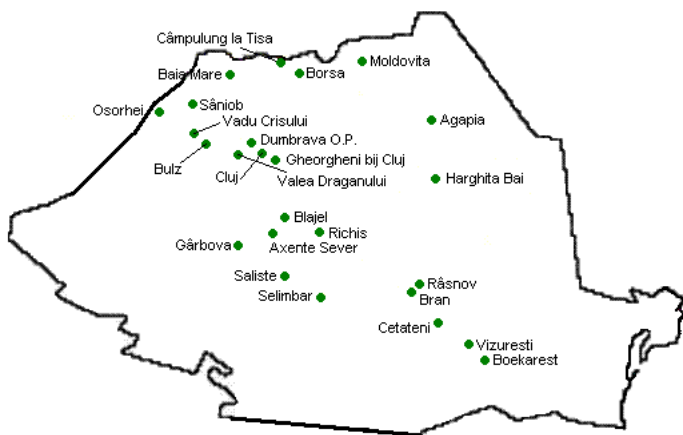 Câmpulung la Tisa
Moldovita
Baia Mare
Borsa
Osorhei
Sâniob
Vadu Crisului
Agapia
Dumbrava O.P.
Gheorgheni bij Cluj
Bulz
Cluj
Valea Draganului
Harghita Bai
Blajel
Richis
Gârbova
Axente Sever
Saliste
Selimbar
Râsnov
Bran
Cetateni
Vizuresti
Boekarest